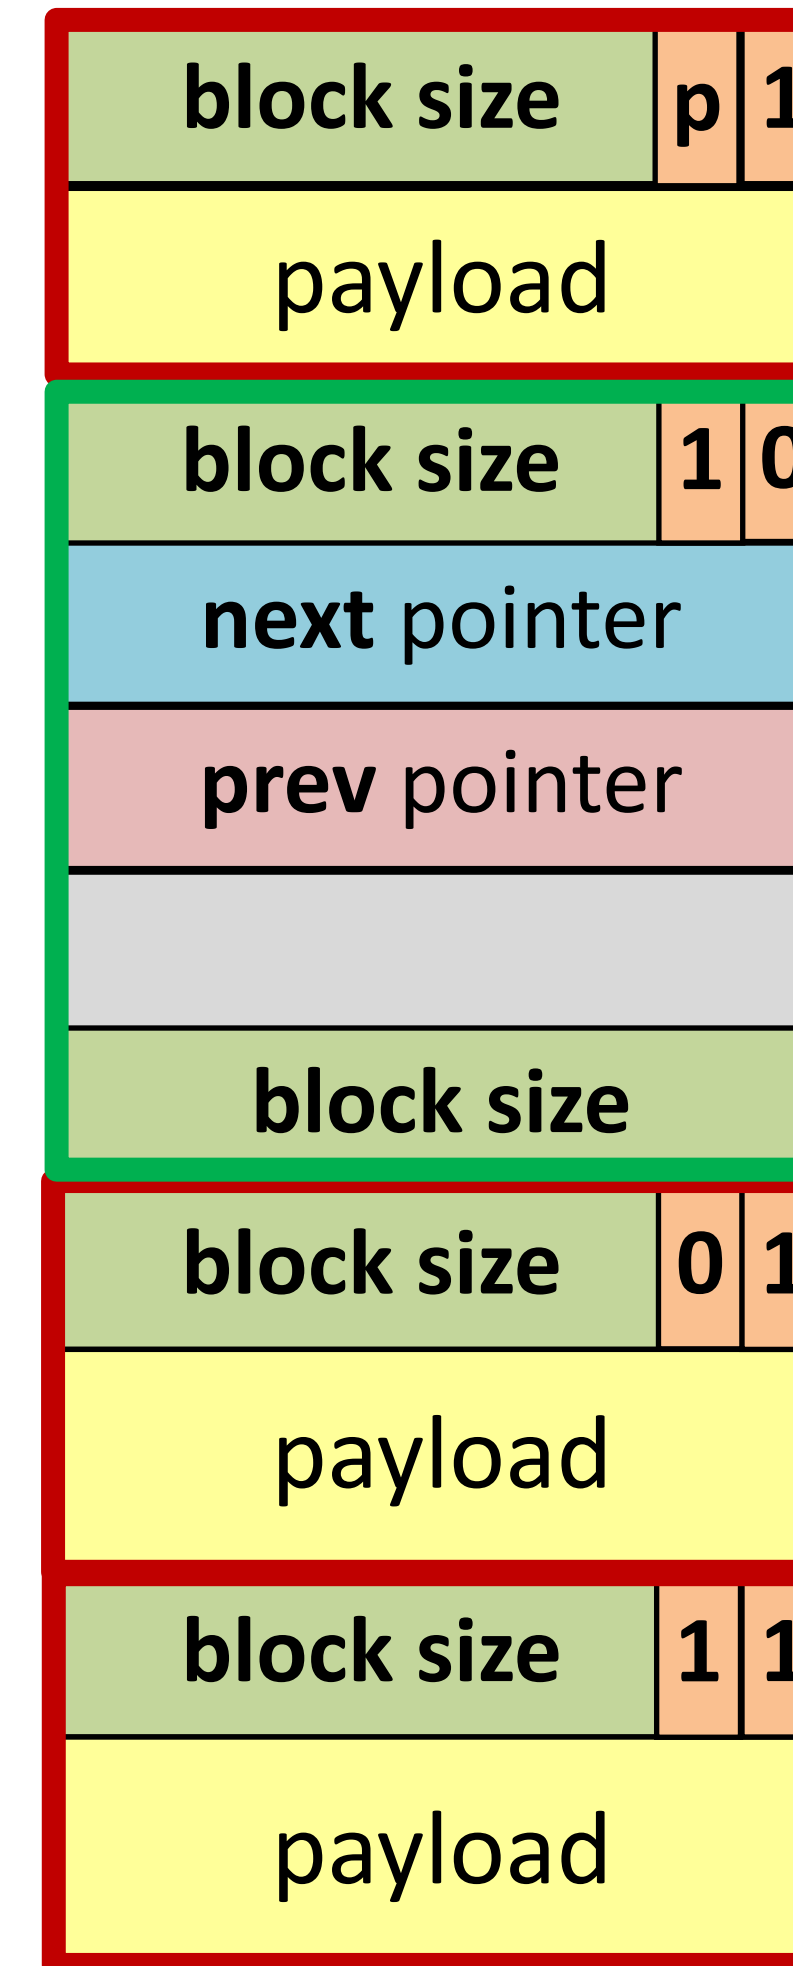 block size p 1
payload
block size 1 0
next pointer
prev pointer
block size
block size 0 1
payload
block size 1 1
payload